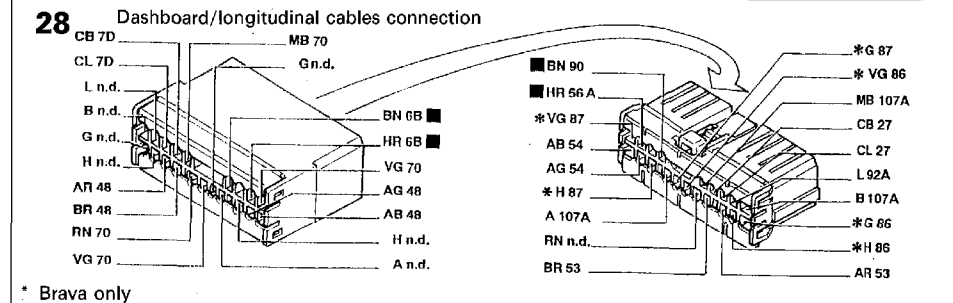 28 Dashboard/longitudinal cables connection
CB 7D
CL 7D
L n.d.
B n.d.
G n.d.
H n.d.
AR 48
BR 48
RN 70
VG 70
MB 70
G n.d.
BN 6B ■
HR 6B ■
VG 70
AG 48
AB 48
H n.d.
A n.d.
■ BN 90
■ HR 56 A
*VG 87
AB 54
AG 54
*H 87
A 107A
RN n.d.
BR 53
*G 87
* VG 86
MB 107A
CB 27
CL 27
L 92A
B 107A
*G 86
*H 86
AR 53
* Brava only